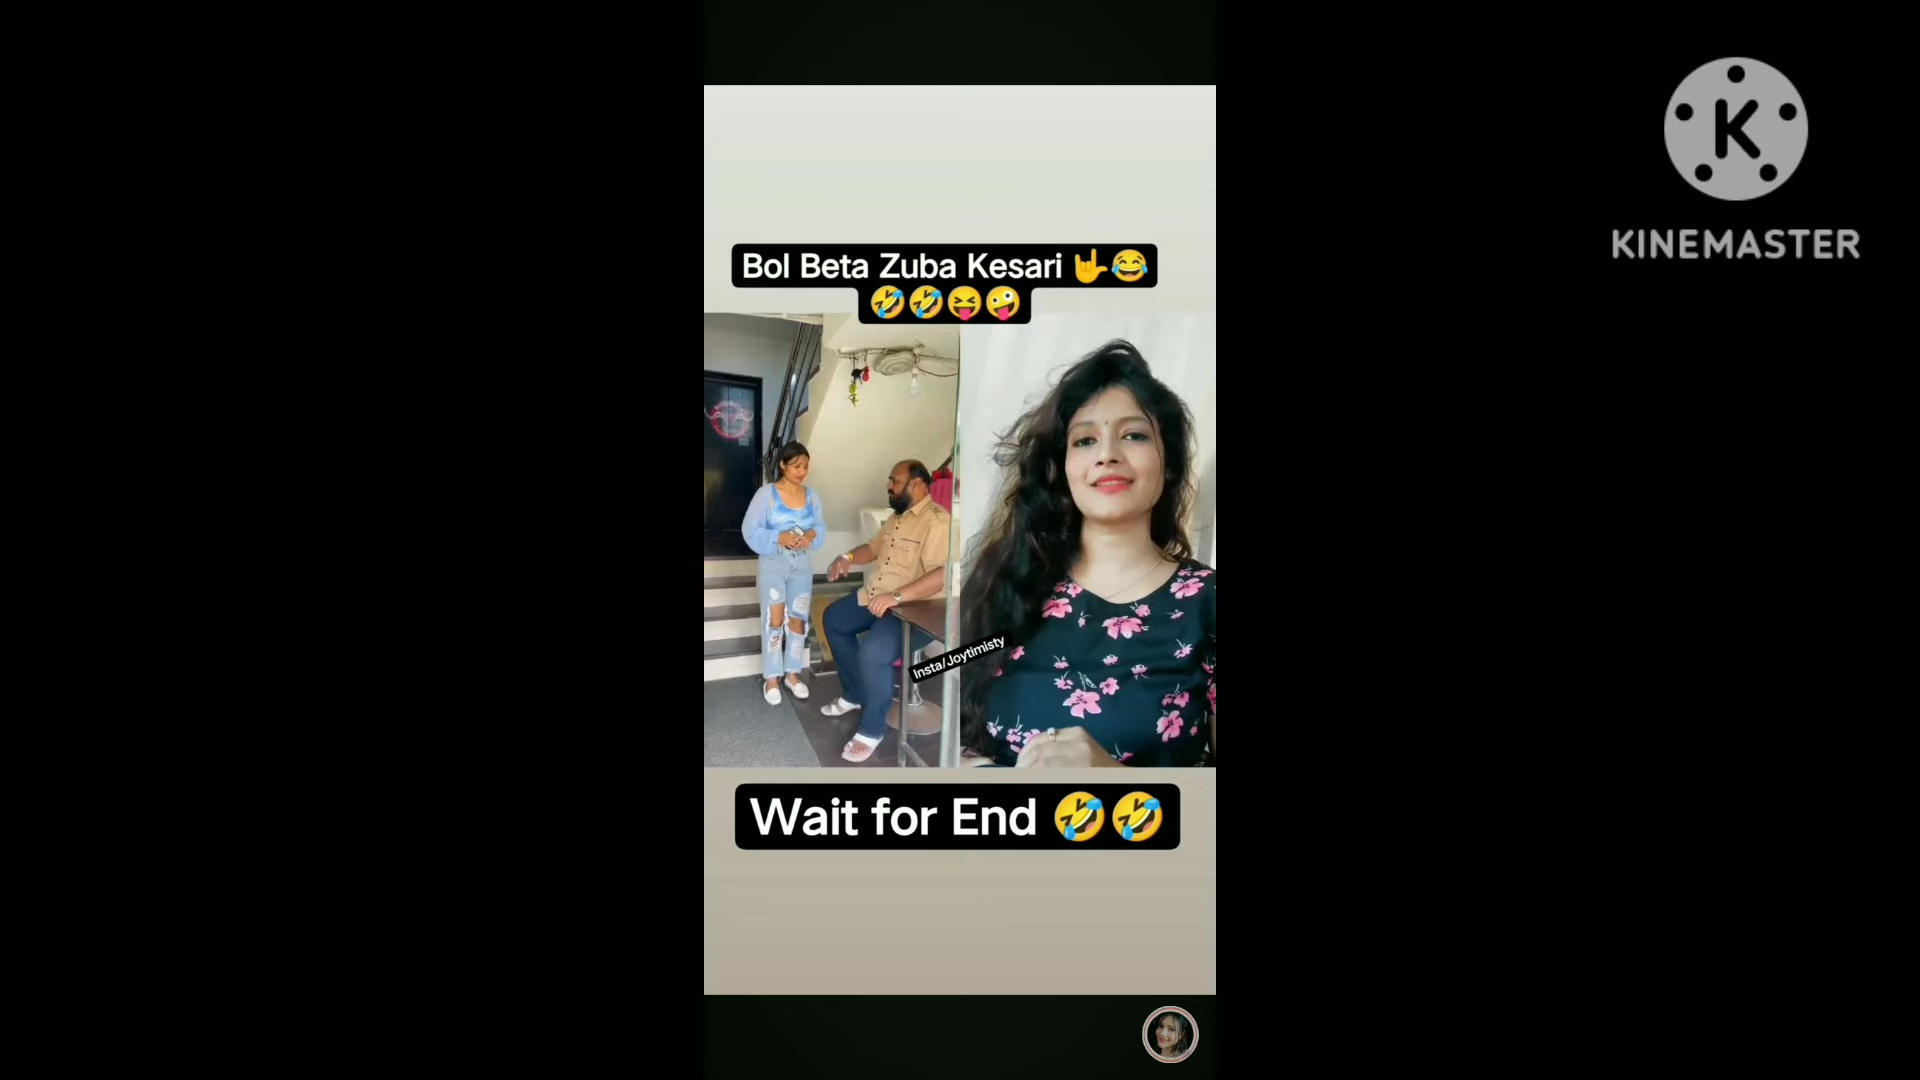 KINEMASTER
Bol Beta Zuba Kesari 🤟😂
🤣🤣😝🤪
Insta/Joytimisty
Wait for End 🤣🤣